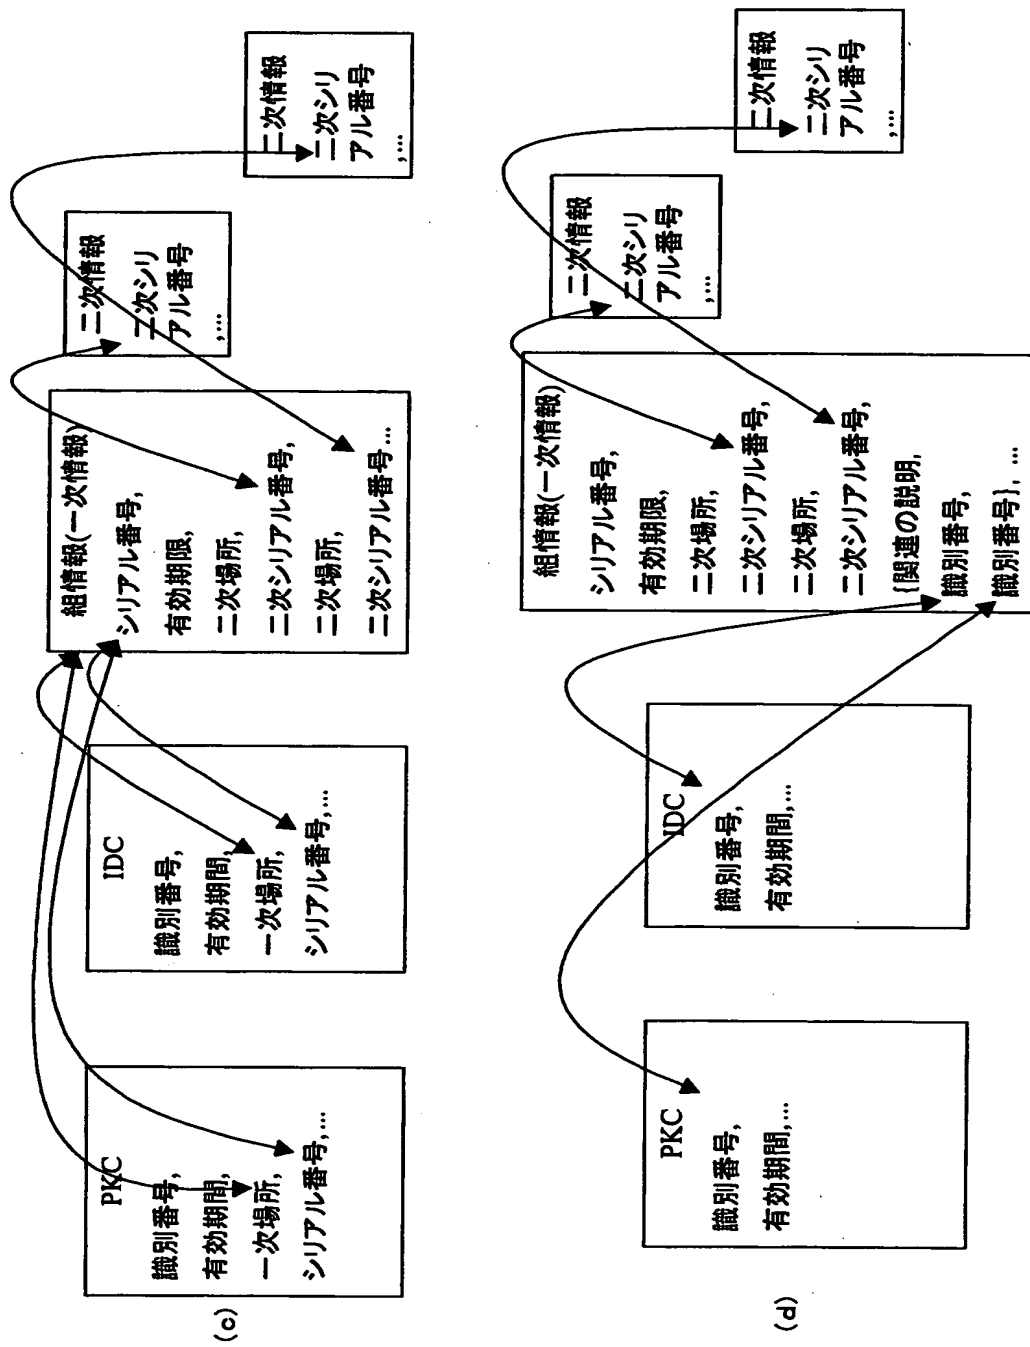 (c)
PKC
識別番号,
有効期間,
一次場所,
シリアル番号,...
IDC
識別番号,
有効期間,
一次場所,
シリアル番号,...
組情報(一次情報)
シリアル番号,
有効期限,
二次場所,
二次シリアル番号,
二次場所,
二次シリアル番号...
二次情報
二次シリ
アル番号
,...
二次情報
二次シリ
アル番号
,...
(d)
PKC
識別番号,
有効期間,...
IDC
識別番号,
有効期間,...
組情報(一次情報)
シリアル番号,
有効期限,
二次場所,
二次シリアル番号,
二次場所,
二次シリアル番号,
{関連の説明,
識別番号,
識別番号}, ...
二次情報
二次シリ
アル番号
,...
二次情報
二次シリ
アル番号
,...